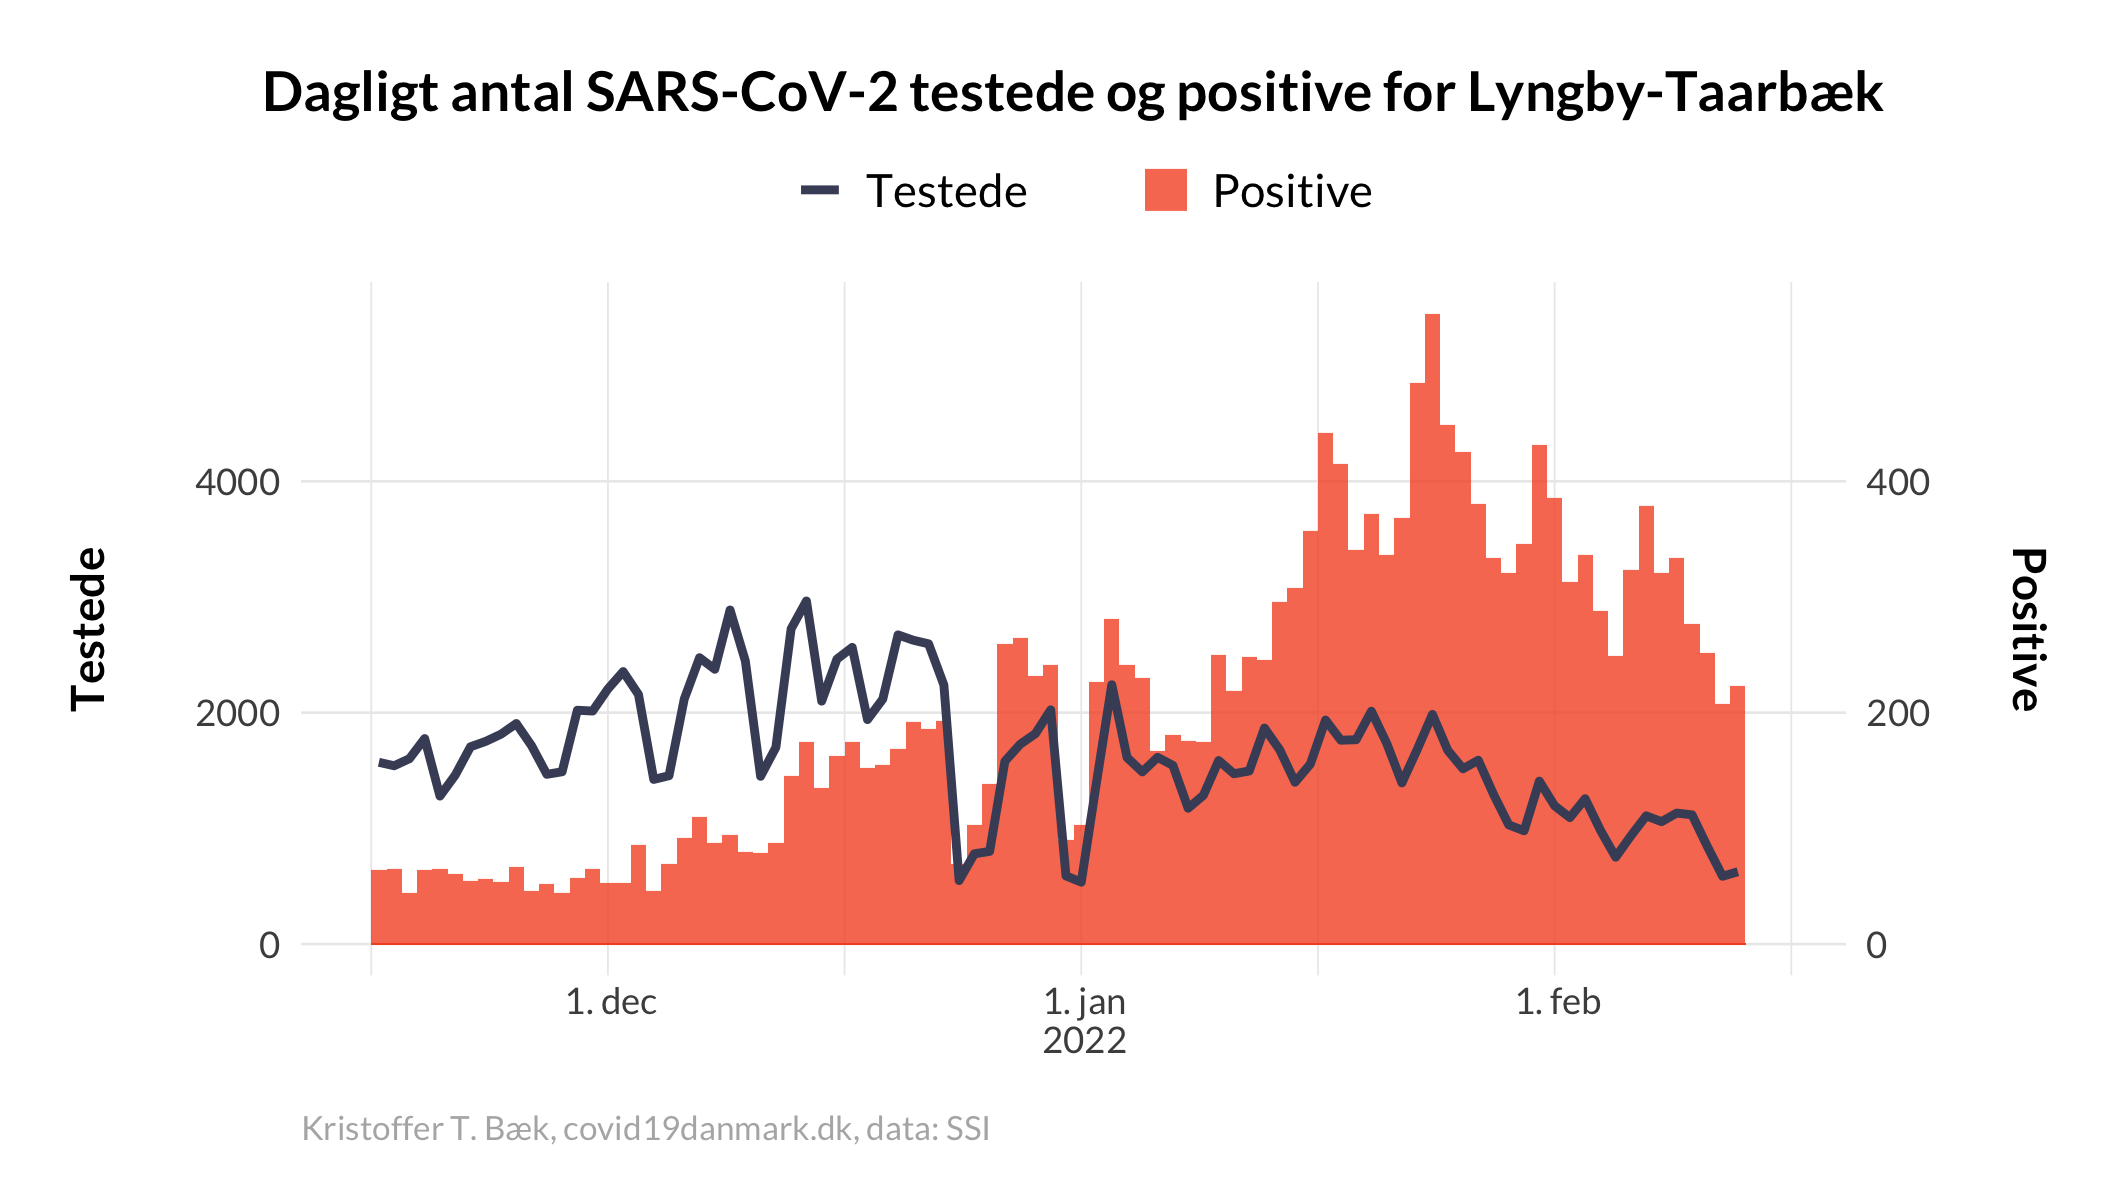 Dagligt antal SARS-CoV-2 testede og positive for Lyngby-Taarbæk
Testede
Positive
Testede
4000
2000
0
400
200
0
Positive
1. dec
1. jan
2022
1. feb
Kristoffer T. Bæk, covid19danmark.dk, data: SSI